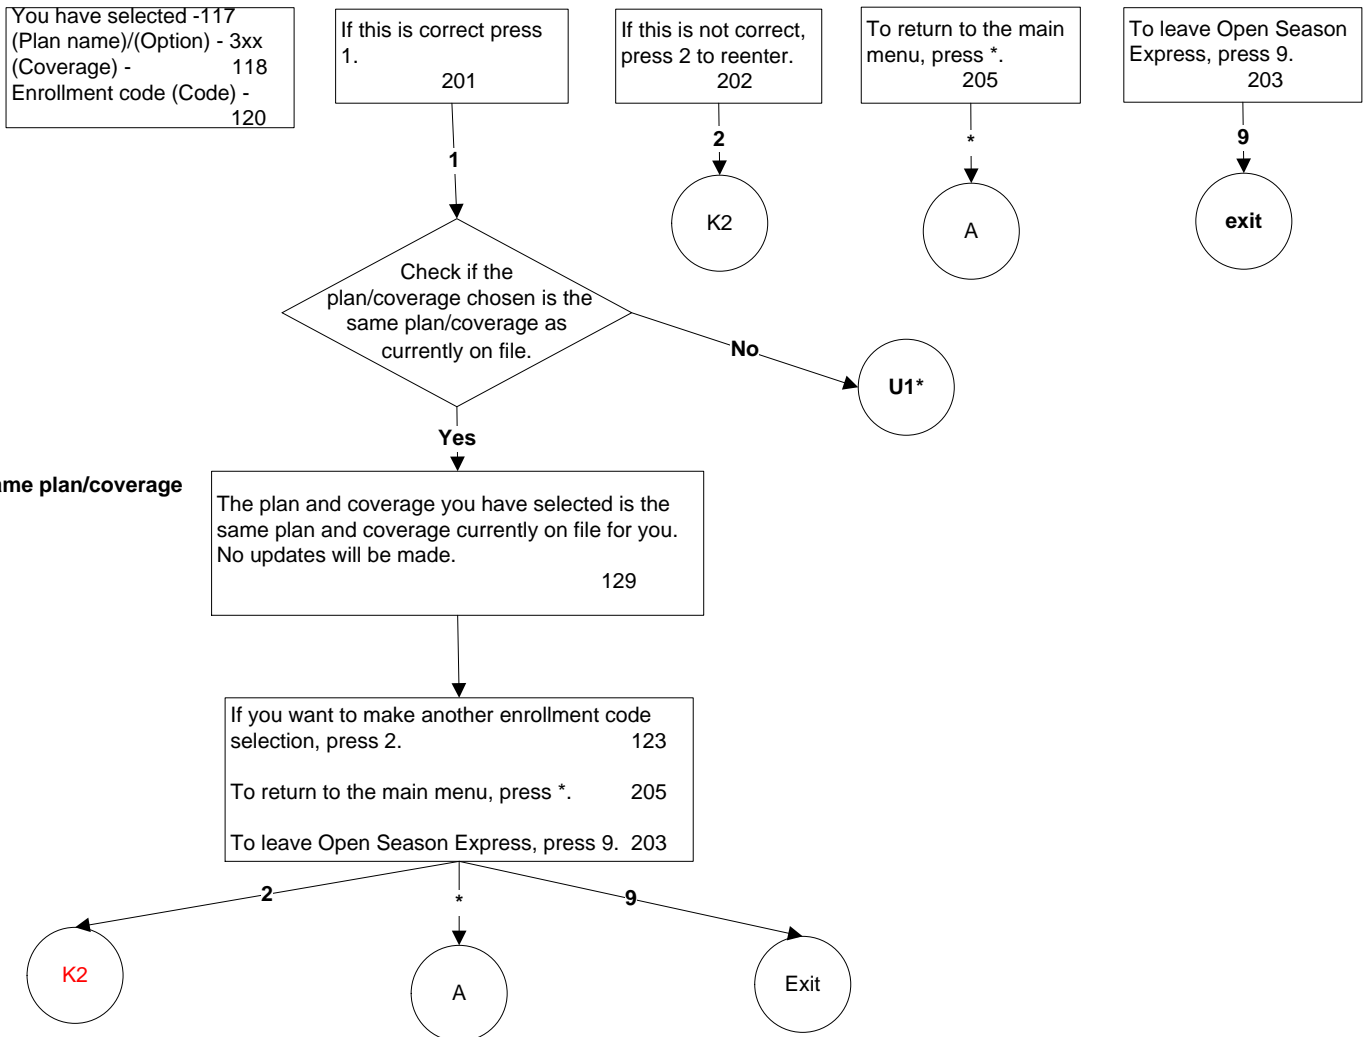 You have selected -117
(Plan name)/(Option) - 3xx
(Coverage) - 118
Enrollment code (Code) -
120
If this is correct press
1.
201
If this is not correct,
press 2 to reenter.
202
To return to the main
menu, press *.
205
To leave Open Season
Express, press 9.
203
1
2
*
9
K2
A
exit
Check if the
plan/coverage chosen is the
same plan/coverage as
currently on file.
No
U1*
Yes
plan/coverage
The plan and coverage you have selected is the
same plan and coverage currently on file for you.
No updates will be made.
129
If you want to make another enrollment code
selection, press 2. 123
To return to the main menu, press *. 205
To leave Open Season Express, press 9. 203
2
*
9
K2
A
Exit